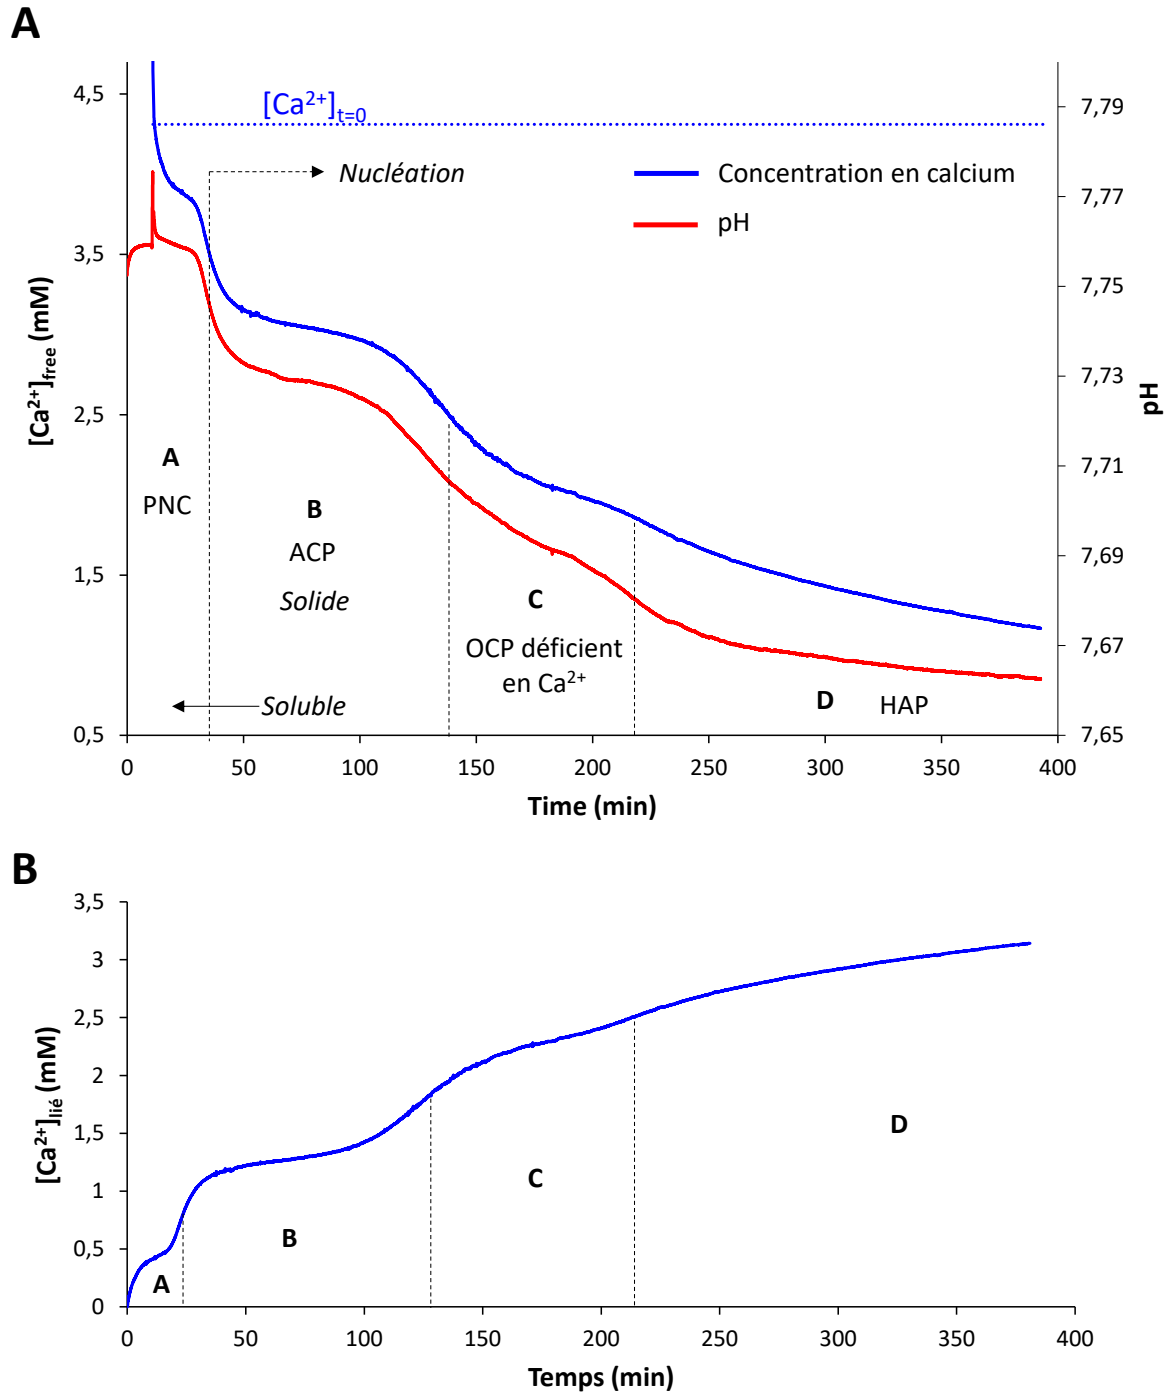 A
[Ca²⁺]t=0
Nucléation
Concentration en calcium
pH
A
PNC
B
ACP
Solide
C
OCP déficient
en Ca²⁺
D HAP
Soluble
4,5
3,5
2,5
1,5
0,5
[Ca²⁺]free (mM)
7,79
7,77
7,75
7,73
7,71
7,69
7,67
7,65
pH
0 50 100 150 200 250 300 350 400
Time (min)
B
3,5
3
2,5
2
1,5
1
0,5
0
[Ca²⁺]lié (mM)
A
B
C
D
0 50 100 150 200 250 300 350 400
Temps (min)